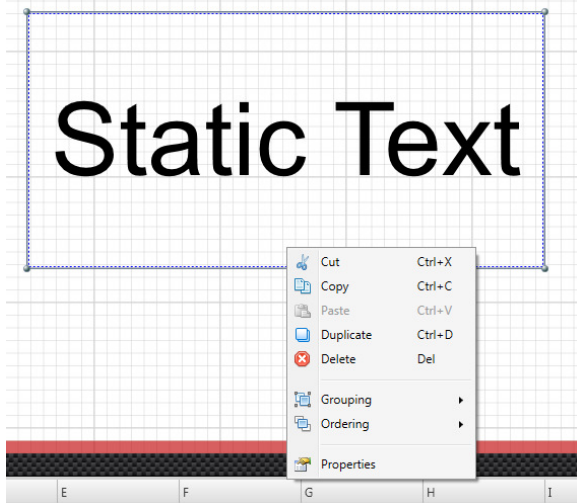 Static Text
Cut Ctrl+X
Copy Ctrl+C
Paste Ctrl+V
Duplicate Ctrl+D
Delete Del
Grouping
Ordering
Properties
E F G H I